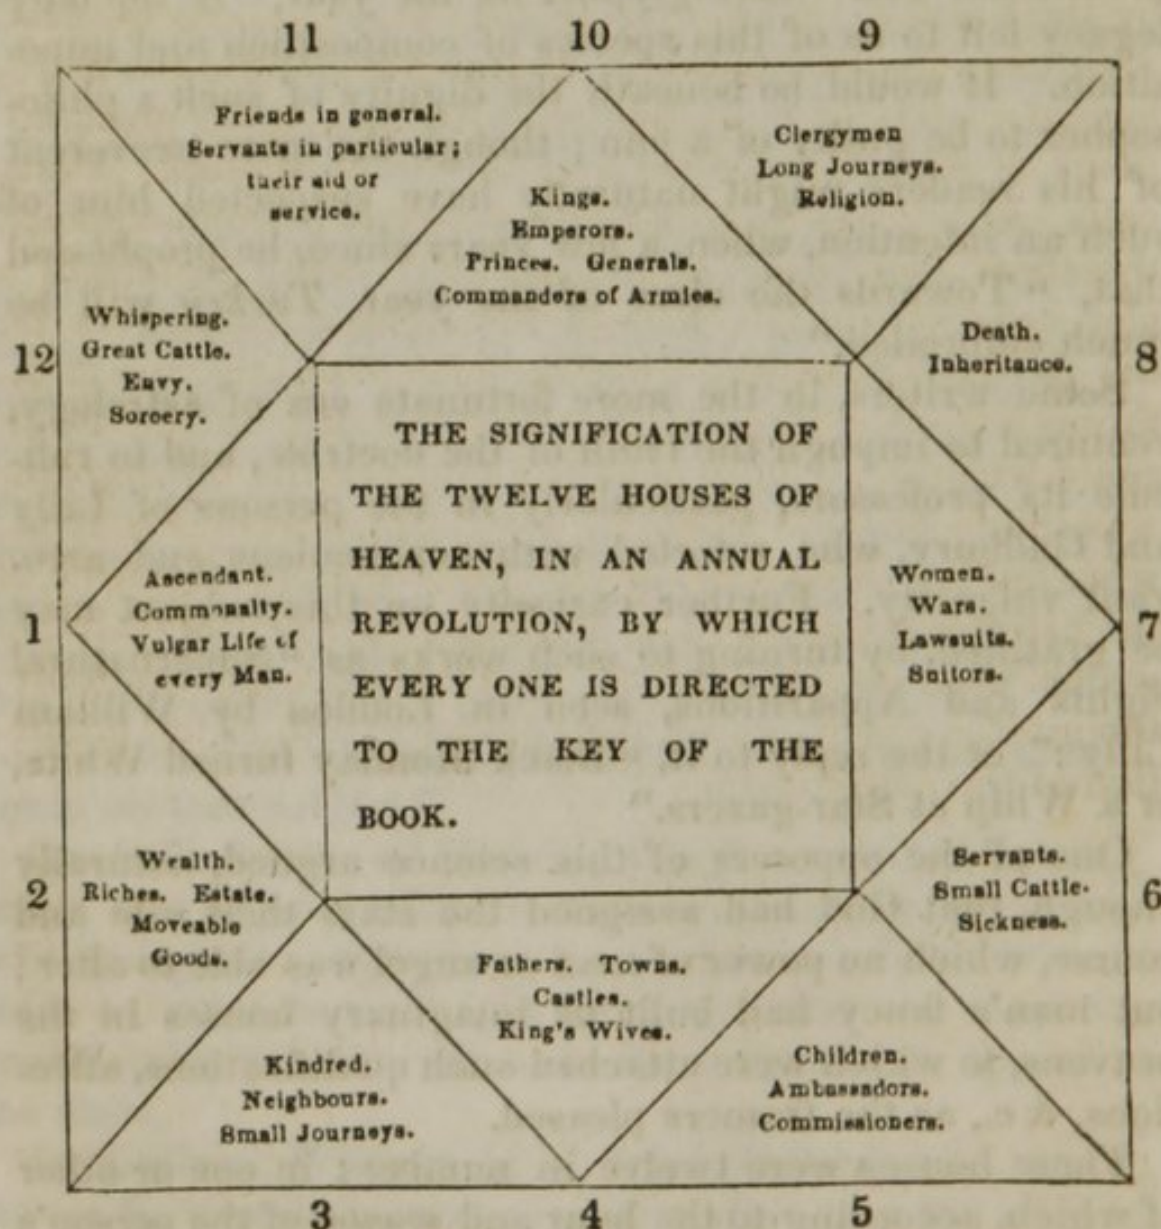 11 10 9
Friends in general.
Servants in particular;
their aid or
service.
Kings.
Emperors.
Princes. Generals.
Commanders of Armies.
Clergymen
Long Journeys.
Religion.
12
Whispering.
Great Cattle.
Envy.
Sorcery.
Death.
Inheritance.
8
THE SIGNIFICATION OF
THE TWELVE HOUSES OF
HEAVEN, IN AN ANNUAL
REVOLUTION, BY WHICH
EVERY ONE IS DIRECTED
TO THE KEY OF THE
BOOK.
1
Ascendant.
Commonalty.
Vulgar Life of
every Man.
Women.
Wars.
Lawsuits.
Suitors.
7
2
Wealth.
Riches. Estate.
Moveable
Goods.
Servants.
Small Cattle.
Sickness.
6
Fathers. Towns.
Castles.
King's Wives.
Kindred.
Neighbours.
Small Journeys.
Children.
Ambassadors.
Commissioners.
3 4 5